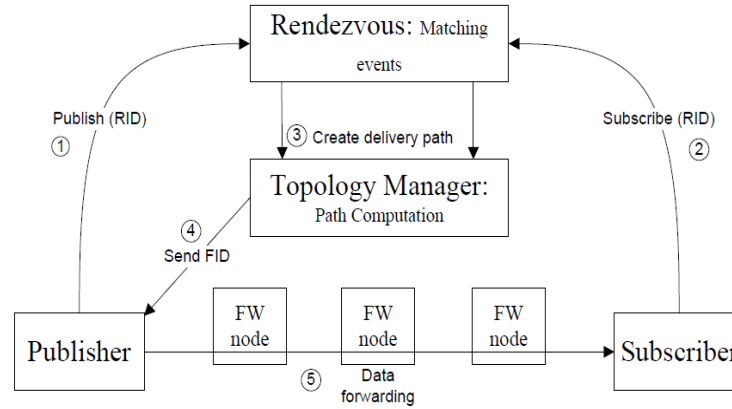 Rendezvous: Matching
events
Publish (RID)
1
Subscribe (RID)
2
3 Create delivery path
Topology Manager:
Path Computation
4
Send FID
FW
node
FW
node
FW
node
Publisher
Subscriber
5
Data
forwarding